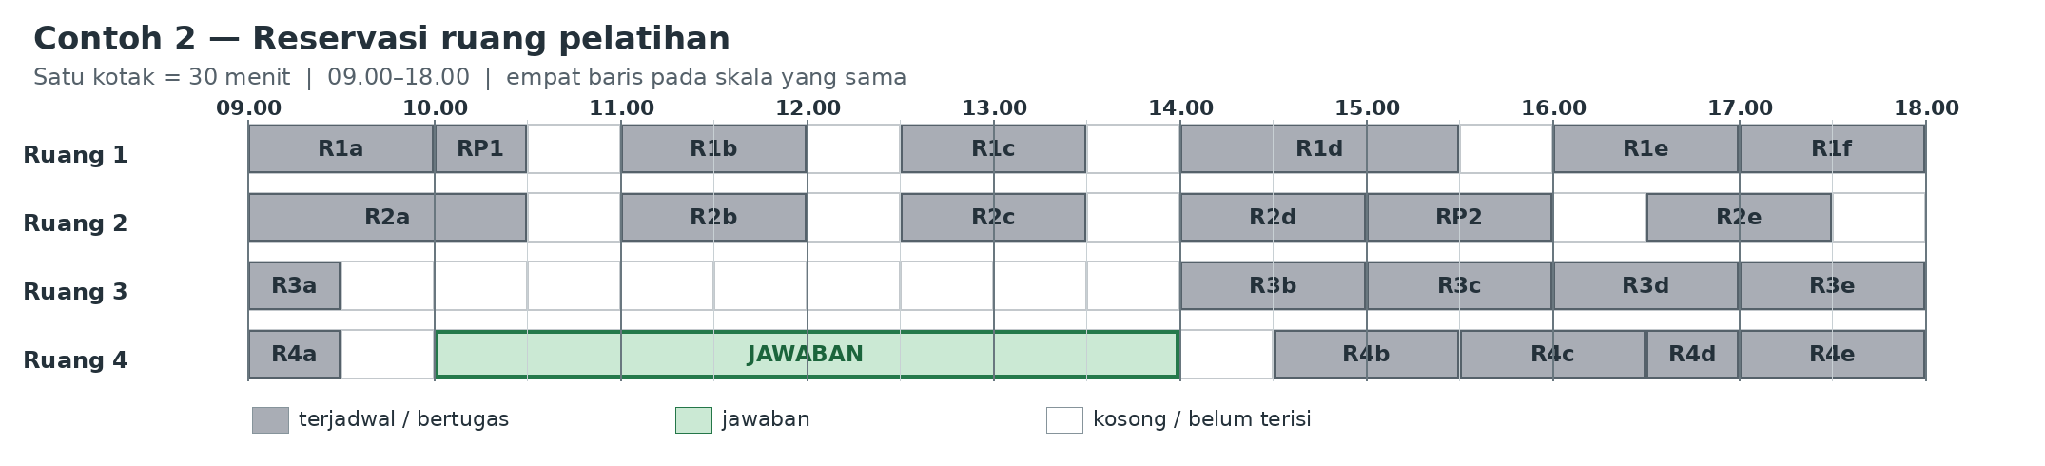 Contoh 2 — Reservasi ruang pelatihan
Satu kotak = 30 menit | 09.00–18.00 | empat baris pada skala yang sama
09.00 10.00 11.00 12.00 13.00 14.00 15.00 16.00 17.00 18.00
Ruang 1 R1a RP1 R1b R1c R1d R1e R1f
Ruang 2 R2a R2b R2c R2d RP2 R2e
Ruang 3 R3a R3b R3c R3d R3e
Ruang 4 R4a JAWABAN R4b R4c R4d R4e
terjadwal / bertugas jawaban kosong / belum terisi